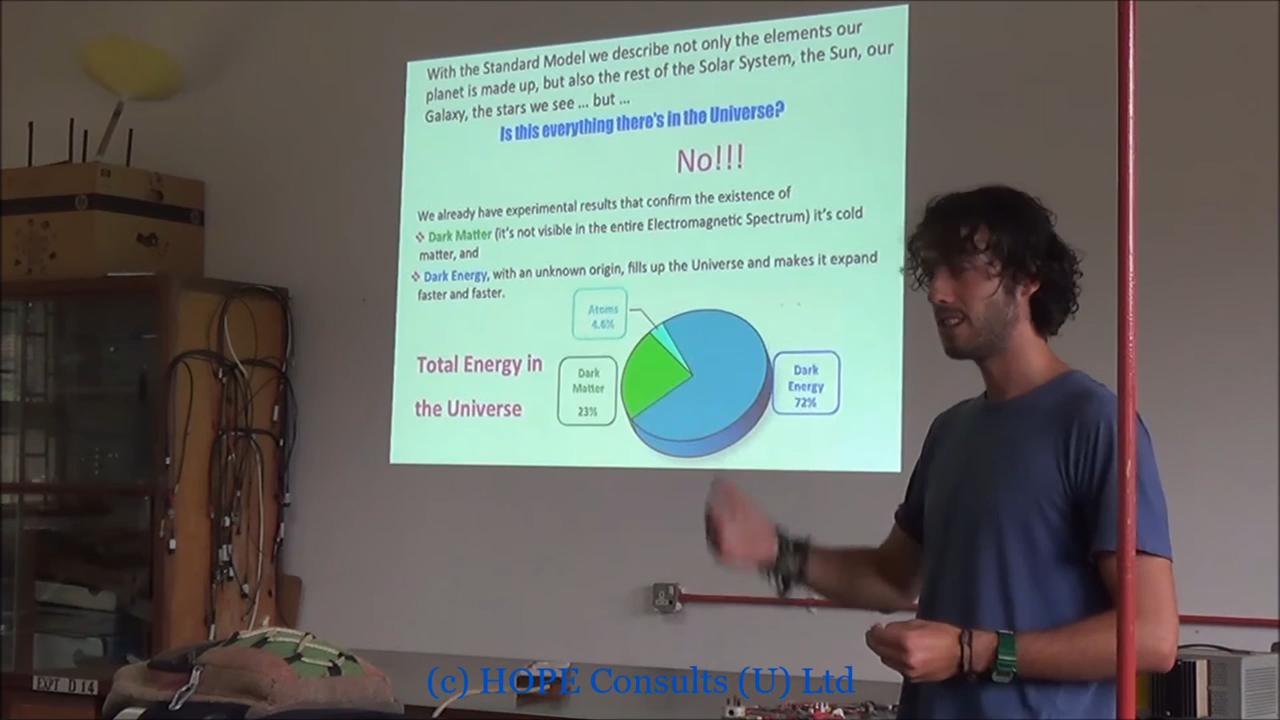 With the Standard Model we describe not only the elements our
planet is made up, but also the rest of the Solar System, the Sun, our
Galaxy, the stars we see ... but ...
Is this everything there's in the Universe?
No!!!
We already have experimental results that confirm the existence of
❖ Dark Matter (it's not visible in the entire Electromagnetic Spectrum) it's cold
matter, and
❖ Dark Energy, with an unknown origin, fills up the Universe and makes it expand
faster and faster.
Atoms
4.6%
Total Energy in
the Universe
Dark
Matter
23%
Dark
Energy
72%
EXPT D 14
(c) HOPE Consults (U) Ltd